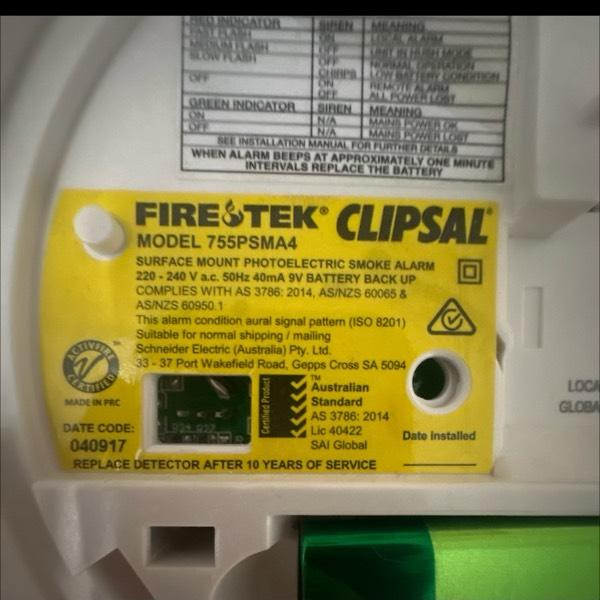 RED INDICATOR SIREN MEANING
FAST FLASH ON LOCAL ALARM
MEDIUM FLASH OFF UNIT IN HUSH MODE
SLOW FLASH OFF NORMAL OPERATION
CHIRPS LOW BATTERY CONDITION
OFF ON REMOTE ALARM
OFF ALL POWER LOST
GREEN INDICATOR SIREN MEANING
ON N/A MAINS POWER OK
OFF N/A MAINS POWER LOST
SEE INSTALLATION MANUAL FOR FURTHER DETAILS
WHEN ALARM BEEPS AT APPROXIMATELY ONE MINUTE
INTERVALS REPLACE THE BATTERY
FIRETEK® CLIPSAL®
MODEL 755PSMA4
SURFACE MOUNT PHOTOELECTRIC SMOKE ALARM
220 - 240 V a.c. 50Hz 40mA 9V BATTERY BACK UP
COMPLIES WITH AS 3786: 2014, AS/NZS 60065 &
AS/NZS 60950.1
This alarm condition aural signal pattern (ISO 8201)
Suitable for normal shipping / mailing
Schneider Electric (Australia) Pty. Ltd.
33 - 37 Port Wakefield Road, Gepps Cross SA 5094
ACTIVFIRE
CERTIFIED
MADE IN PRC
DATE CODE:
040917
Certified Product
™
Australian
Standard
AS 3786: 2014
Lic 40422
SAI Global
Date installed
REPLACE DETECTOR AFTER 10 YEARS OF SERVICE
LOCA
GLOBA